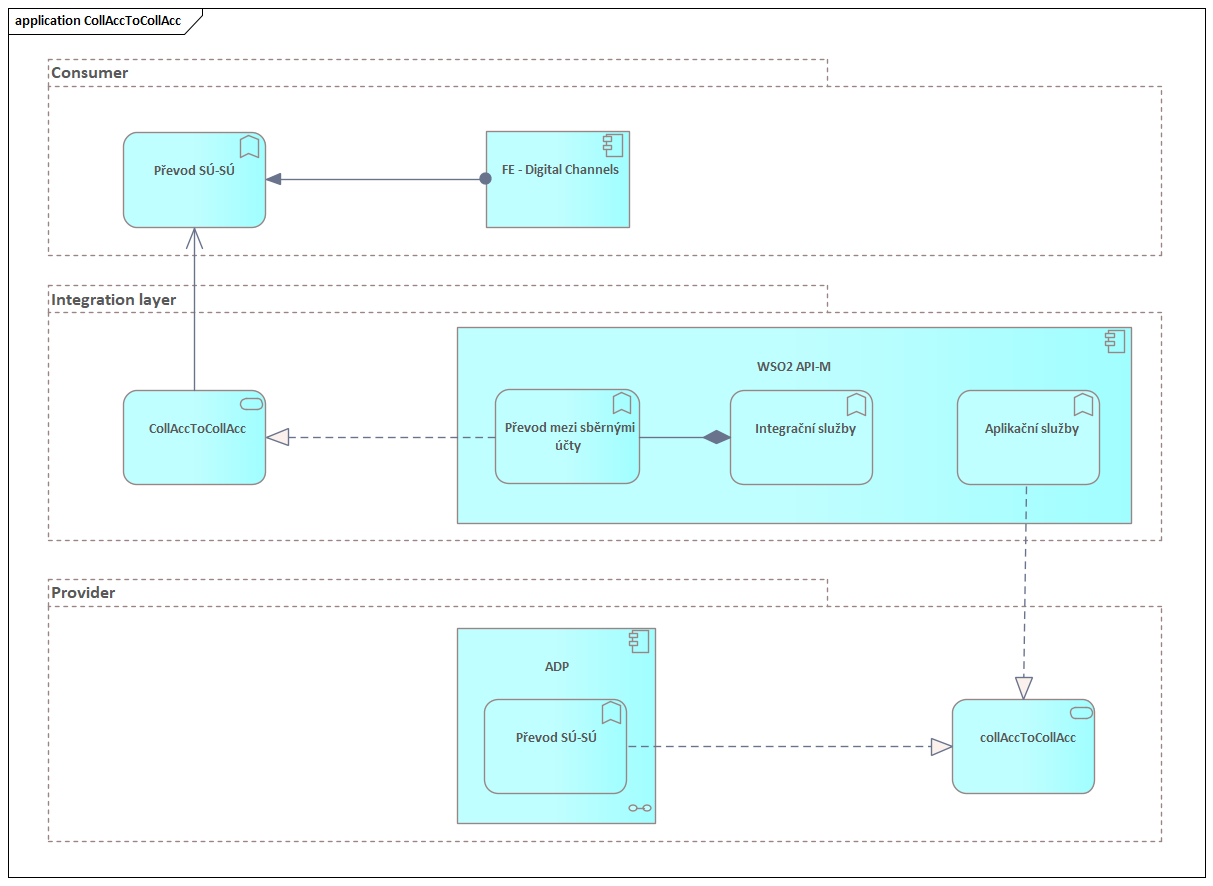 application CollAccToCollAcc
Consumer
Převod SÚ-SÚ
FE - Digital Channels
Integration layer
WSO2 API-M
CollAccToCollAcc
Převod mezi sběrnými
účty
Integrační služby
Aplikační služby
Provider
ADP
Převod SÚ-SÚ
collAccToCollAcc